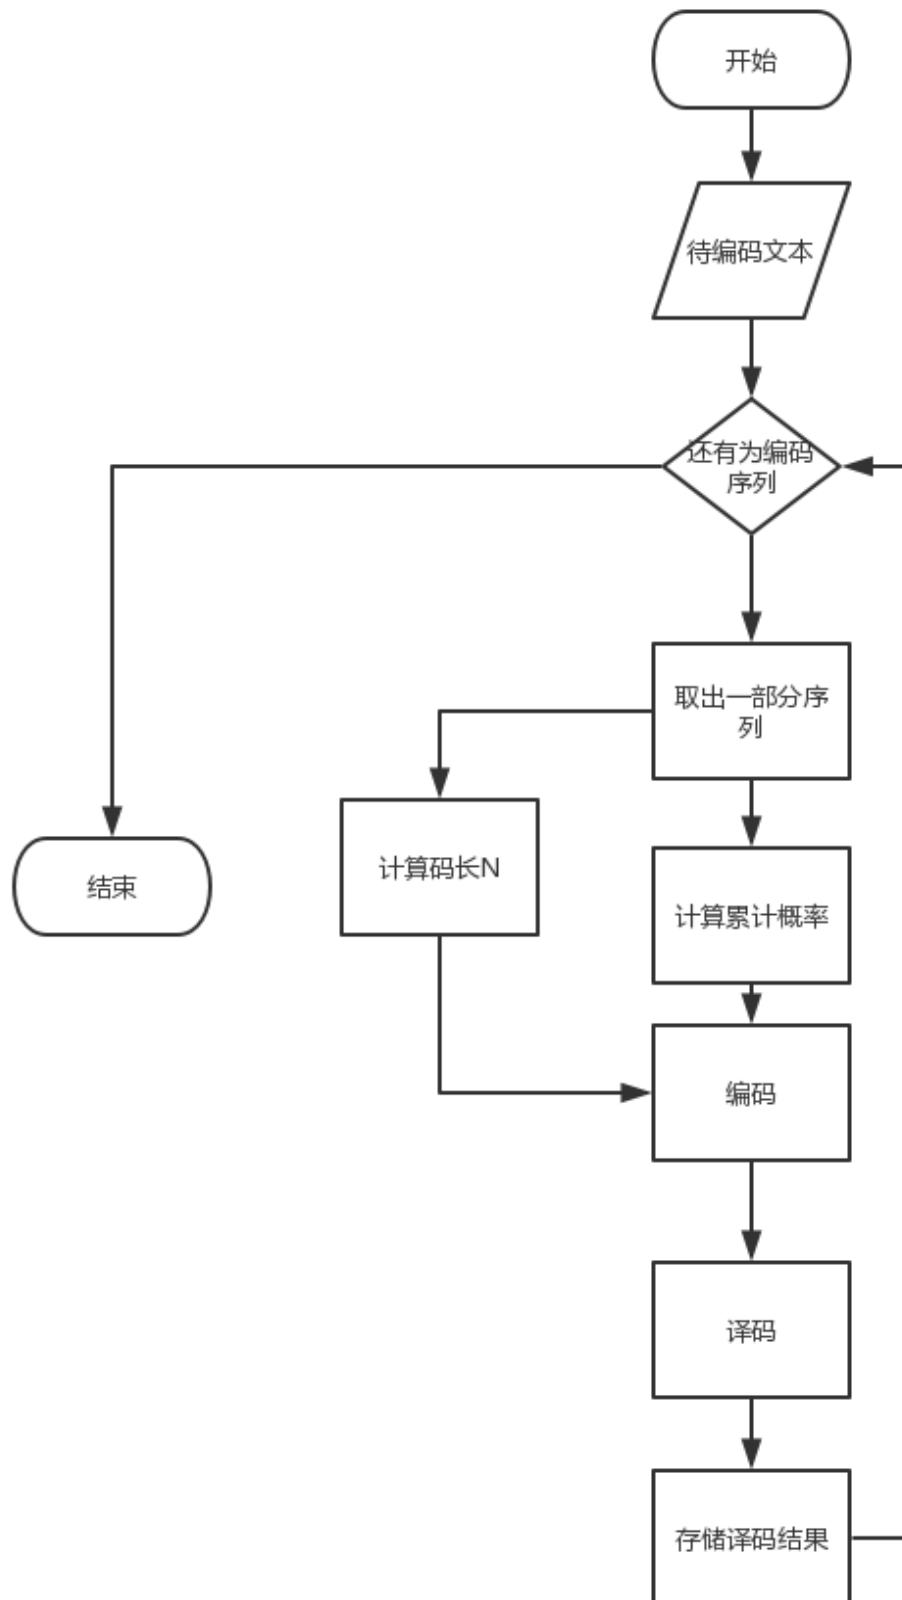 开始
待编码文本
还有为编码
序列
取出一部分序
列
计算码长N
结束
计算累计概率
编码
译码
存储译码结果